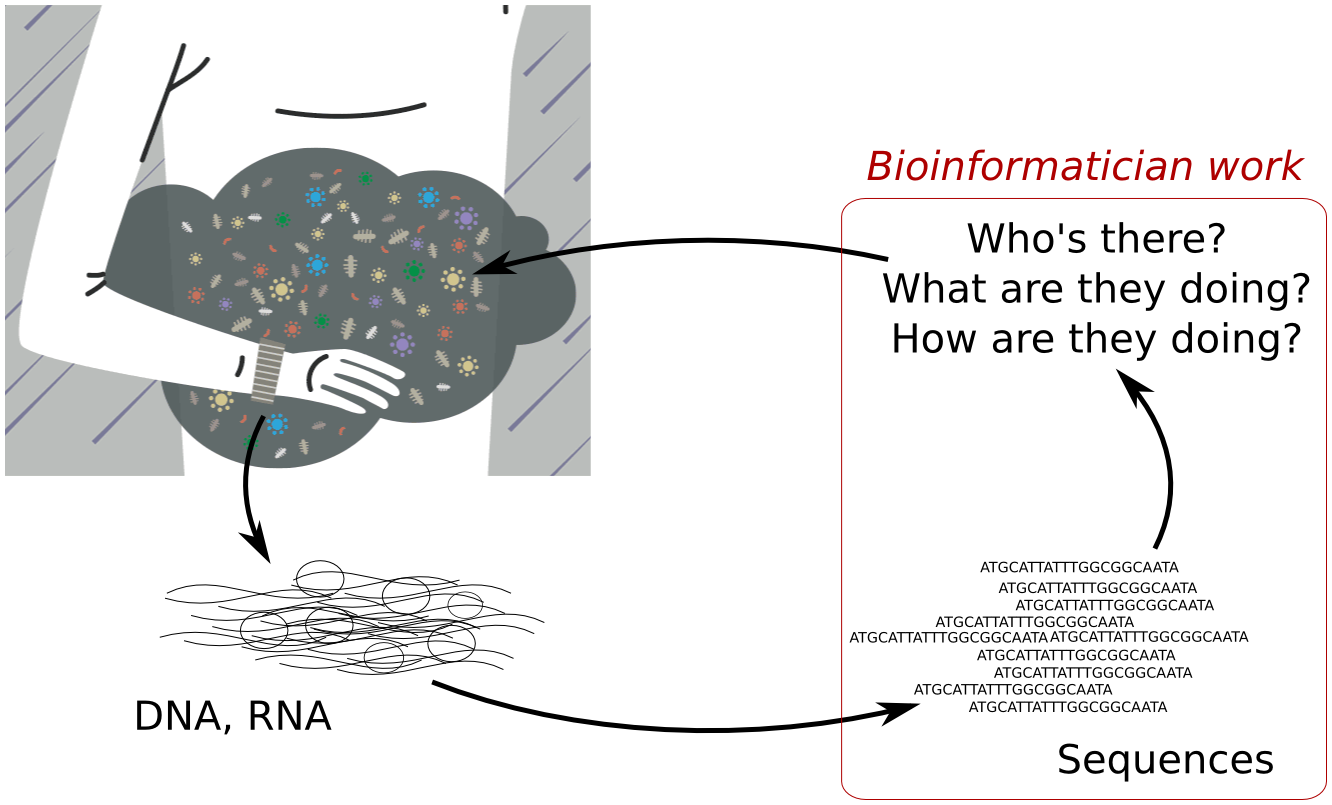 Bioinformatician work
Who's there?
What are they doing?
How are they doing?
ATGCATTATTTGGCGGCAATA
ATGCATTATTTGGCGGCAATA
ATGCATTATTTGGCGGCAATA
ATGCATTATTTGGCGGCAATA
ATGCATTATTTGGCGGCAATA ATGCATTATTTGGCGGCAATA
ATGCATTATTTGGCGGCAATA
ATGCATTATTTGGCGGCAATA
ATGCATTATTTGGCGGCAATA
ATGCATTATTTGGCGGCAATA
DNA, RNA
Sequences